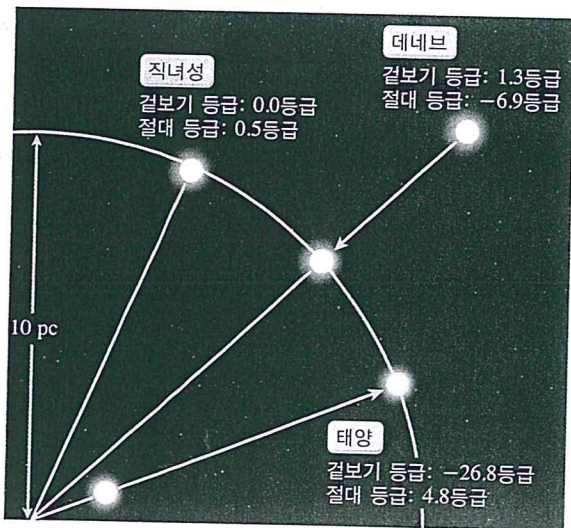 직녀성
겉보기 등급: 0.0등급
절대 등급: 0.5등급
데네브
겉보기 등급: 1.3등급
절대 등급: −6.9등급
10 pc
태양
겉보기 등급: −26.8등급
절대 등급: 4.8등급